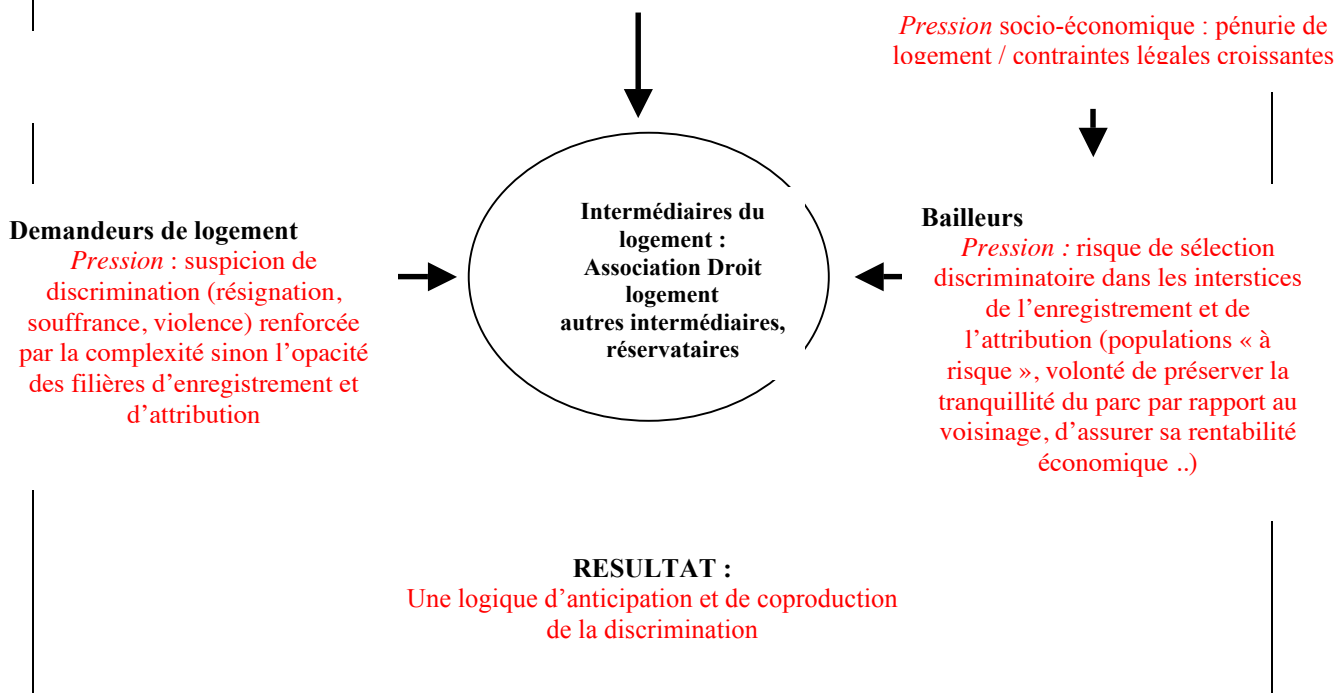 Pression socio-économique : pénurie de
logement / contraintes légales croissantes
Demandeurs de logement
Pression : suspicion de
discrimination (résignation,
souffrance, violence) renforcée
par la complexité sinon l’opacité
des filières d’enregistrement et
d’attribution
Intermédiaires du
logement :
Association Droit
logement
autres intermédiaires,
réservataires
Bailleurs
Pression : risque de sélection
discriminatoire dans les interstices
de l’enregistrement et de
l’attribution (populations « à
risque », volonté de préserver la
tranquillité du parc par rapport au
voisinage, d’assurer sa rentabilité
économique ..)
RESULTAT :
Une logique d’anticipation et de coproduction
de la discrimination